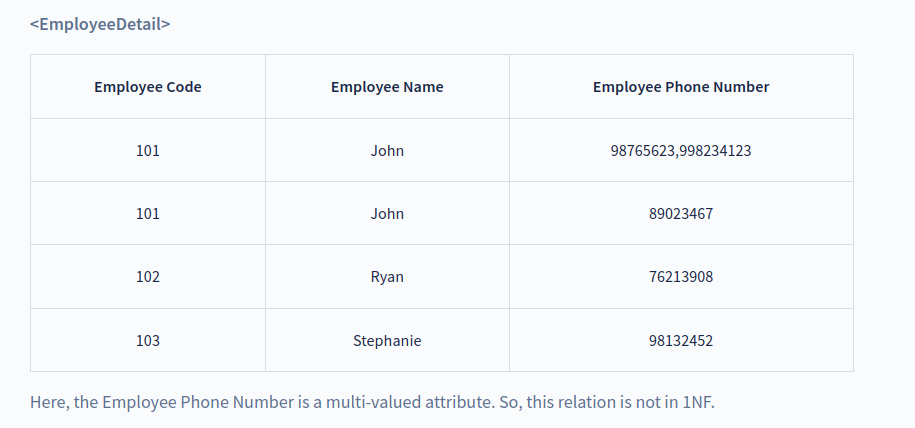 <EmployeeDetail>
Employee Code Employee Name Employee Phone Number
101 John 98765623,998234123
101 John 89023467
102 Ryan 76213908
103 Stephanie 98132452
Here, the Employee Phone Number is a multi-valued attribute. So, this relation is not in 1NF.